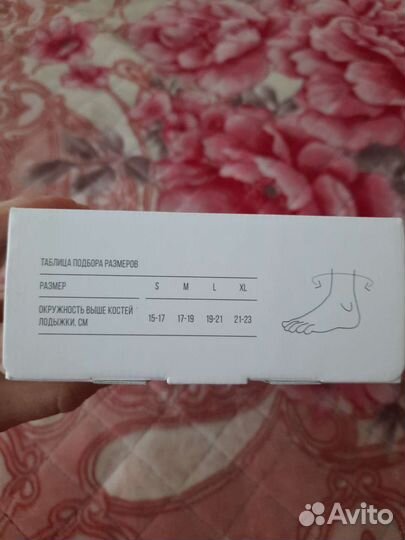 ТАБЛИЦА ПОДБОРА РАЗМЕРОВ
РАЗМЕР S M L XL
ОКРУЖНОСТЬ ВЫШЕ КОСТЕЙ
ЛОДЫЖКИ, СМ 15-17 17-19 19-21 21-23
Avito